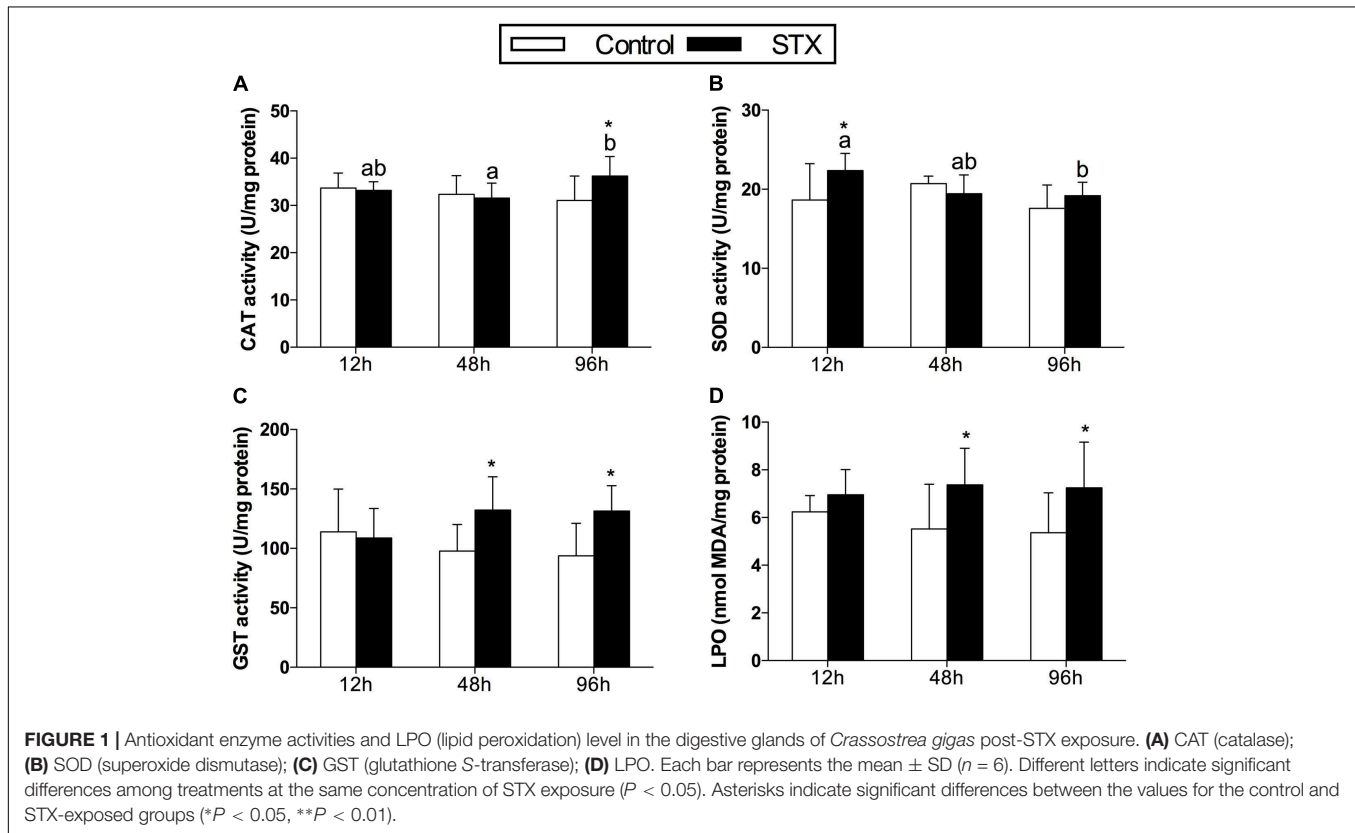 Control STX
A
CAT activity (U/mg protein)
50
40
30
20
10
0
ab
a
*
b
12h 48h 96h
B
SOD activity (U/mg protein)
30
20
10
0
*
a
ab
b
12h 48h 96h
C
GST activity (U/mg protein)
200
150
100
50
0
*
*
12h 48h 96h
D
LPO (nmol MDA/mg protein)
10
8
6
4
2
0
*
*
12h 48h 96h
FIGURE 1 | Antioxidant enzyme activities and LPO (lipid peroxidation) level in the digestive glands of Crassostrea gigas post-STX exposure. (A) CAT (catalase);
(B) SOD (superoxide dismutase); (C) GST (glutathione S-transferase); (D) LPO. Each bar represents the mean ± SD (n = 6). Different letters indicate significant
differences among treatments at the same concentration of STX exposure (P < 0.05). Asterisks indicate significant differences between the values for the control and
STX-exposed groups (*P < 0.05, **P < 0.01).